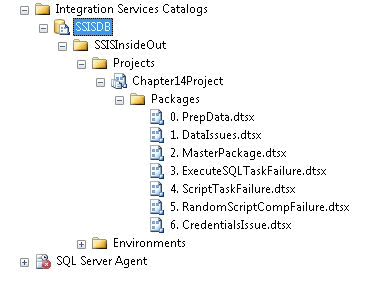 Integration Services Catalogs
SSISDB
SSISInsideOut
Projects
Chapter14Project
Packages
0. PrepData.dtsx
1. DataIssues.dtsx
2. MasterPackage.dtsx
3. ExecuteSQLTaskFailure.dtsx
4. ScriptTaskFailure.dtsx
5. RandomScriptCompFailure.dtsx
6. CredentialsIssue.dtsx
Environments
SQL Server Agent